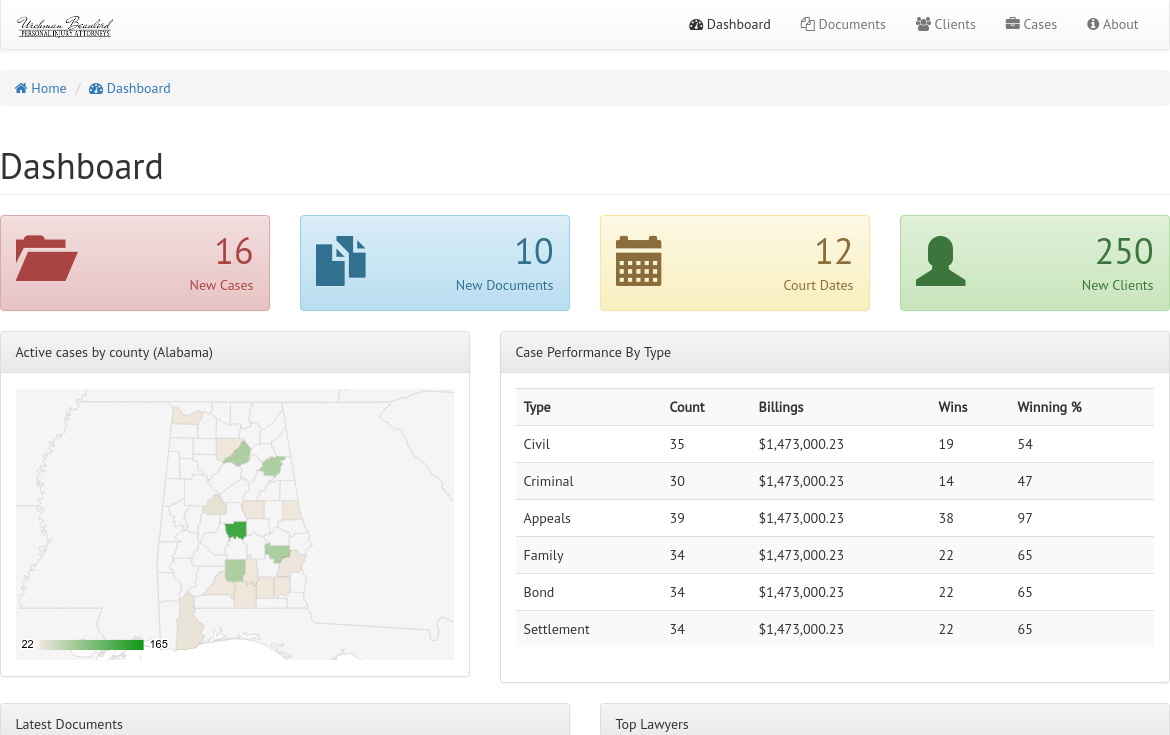 Urchman Beauford
PERSONAL INJURY ATTORNEYS
Dashboard Documents Clients Cases About
Home / Dashboard
Dashboard
16
New Cases
10
New Documents
12
Court Dates
250
New Clients
Active cases by county (Alabama)
22 165
Case Performance By Type
Type Count Billings Wins Winning %
Civil 35 $1,473,000.23 19 54
Criminal 30 $1,473,000.23 14 47
Appeals 39 $1,473,000.23 38 97
Family 34 $1,473,000.23 22 65
Bond 34 $1,473,000.23 22 65
Settlement 34 $1,473,000.23 22 65
Latest Documents
Top Lawyers